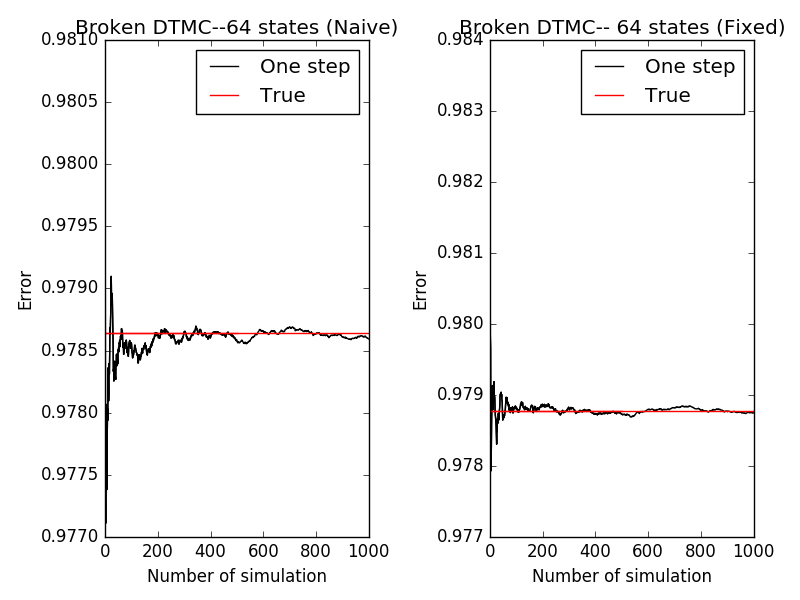 Broken DTMC--64 states (Naive)
0.9810
0.9805
0.9800
0.9795
0.9790
0.9785
0.9780
0.9775
0.9770
Error
One step
True
0 200 400 600 800 1000
Number of simulation
Broken DTMC-- 64 states (Fixed)
0.984
0.983
0.982
0.981
0.980
0.979
0.978
0.977
Error
One step
True
0 200 400 600 800 1000
Number of simulation